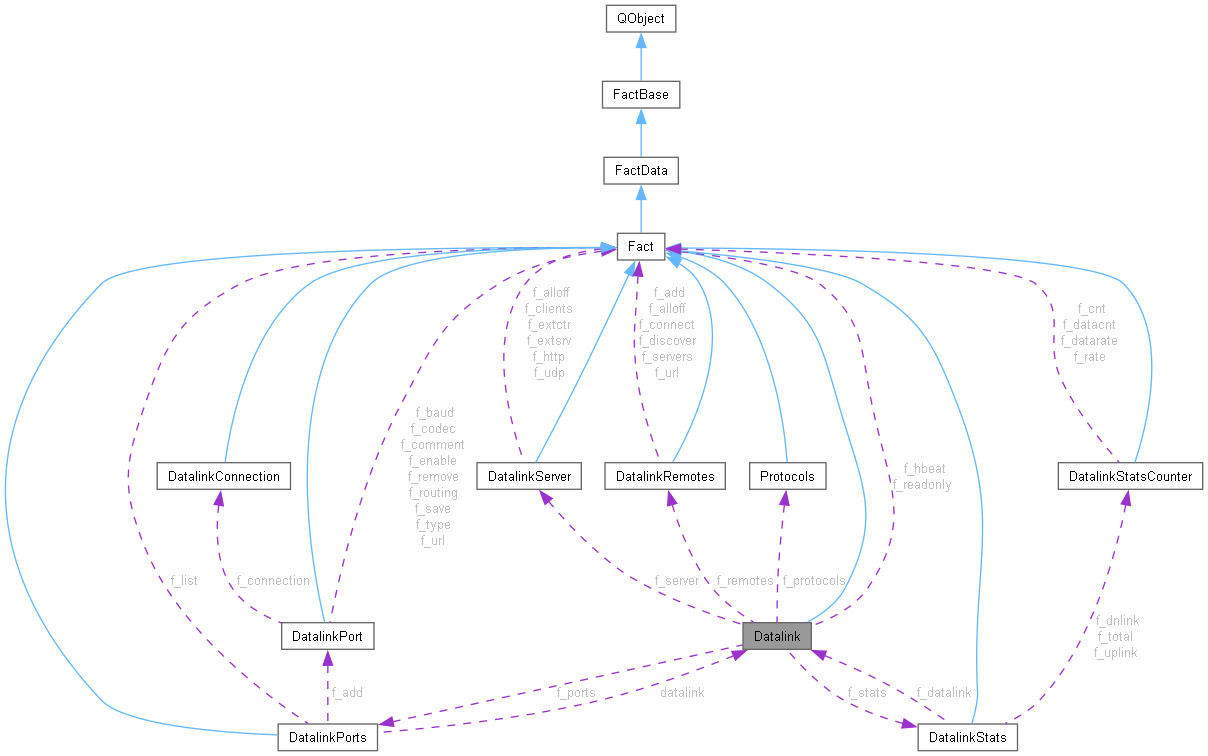 QObject
FactBase
FactData
Fact
f_alloff
f_clients
f_extctr
f_extsrv
f_http
f_udp
f_add
f_alloff
f_connect
f_discover
f_servers
f_url
f_cnt
f_datacnt
f_datarate
f_rate
f_baud
f_codec
f_comment
f_enable
f_remove
f_routing
f_save
f_type
f_url
f_hbeat
f_readonly
DatalinkConnection
DatalinkServer
DatalinkRemotes
Protocols
DatalinkStatsCounter
f_list
f_connection
f_server
f_remotes
f_protocols
f_dnlink
f_total
f_uplink
DatalinkPort
Datalink
f_add
f_ports
datalink
f_stats
f_datalink
DatalinkPorts
DatalinkStats